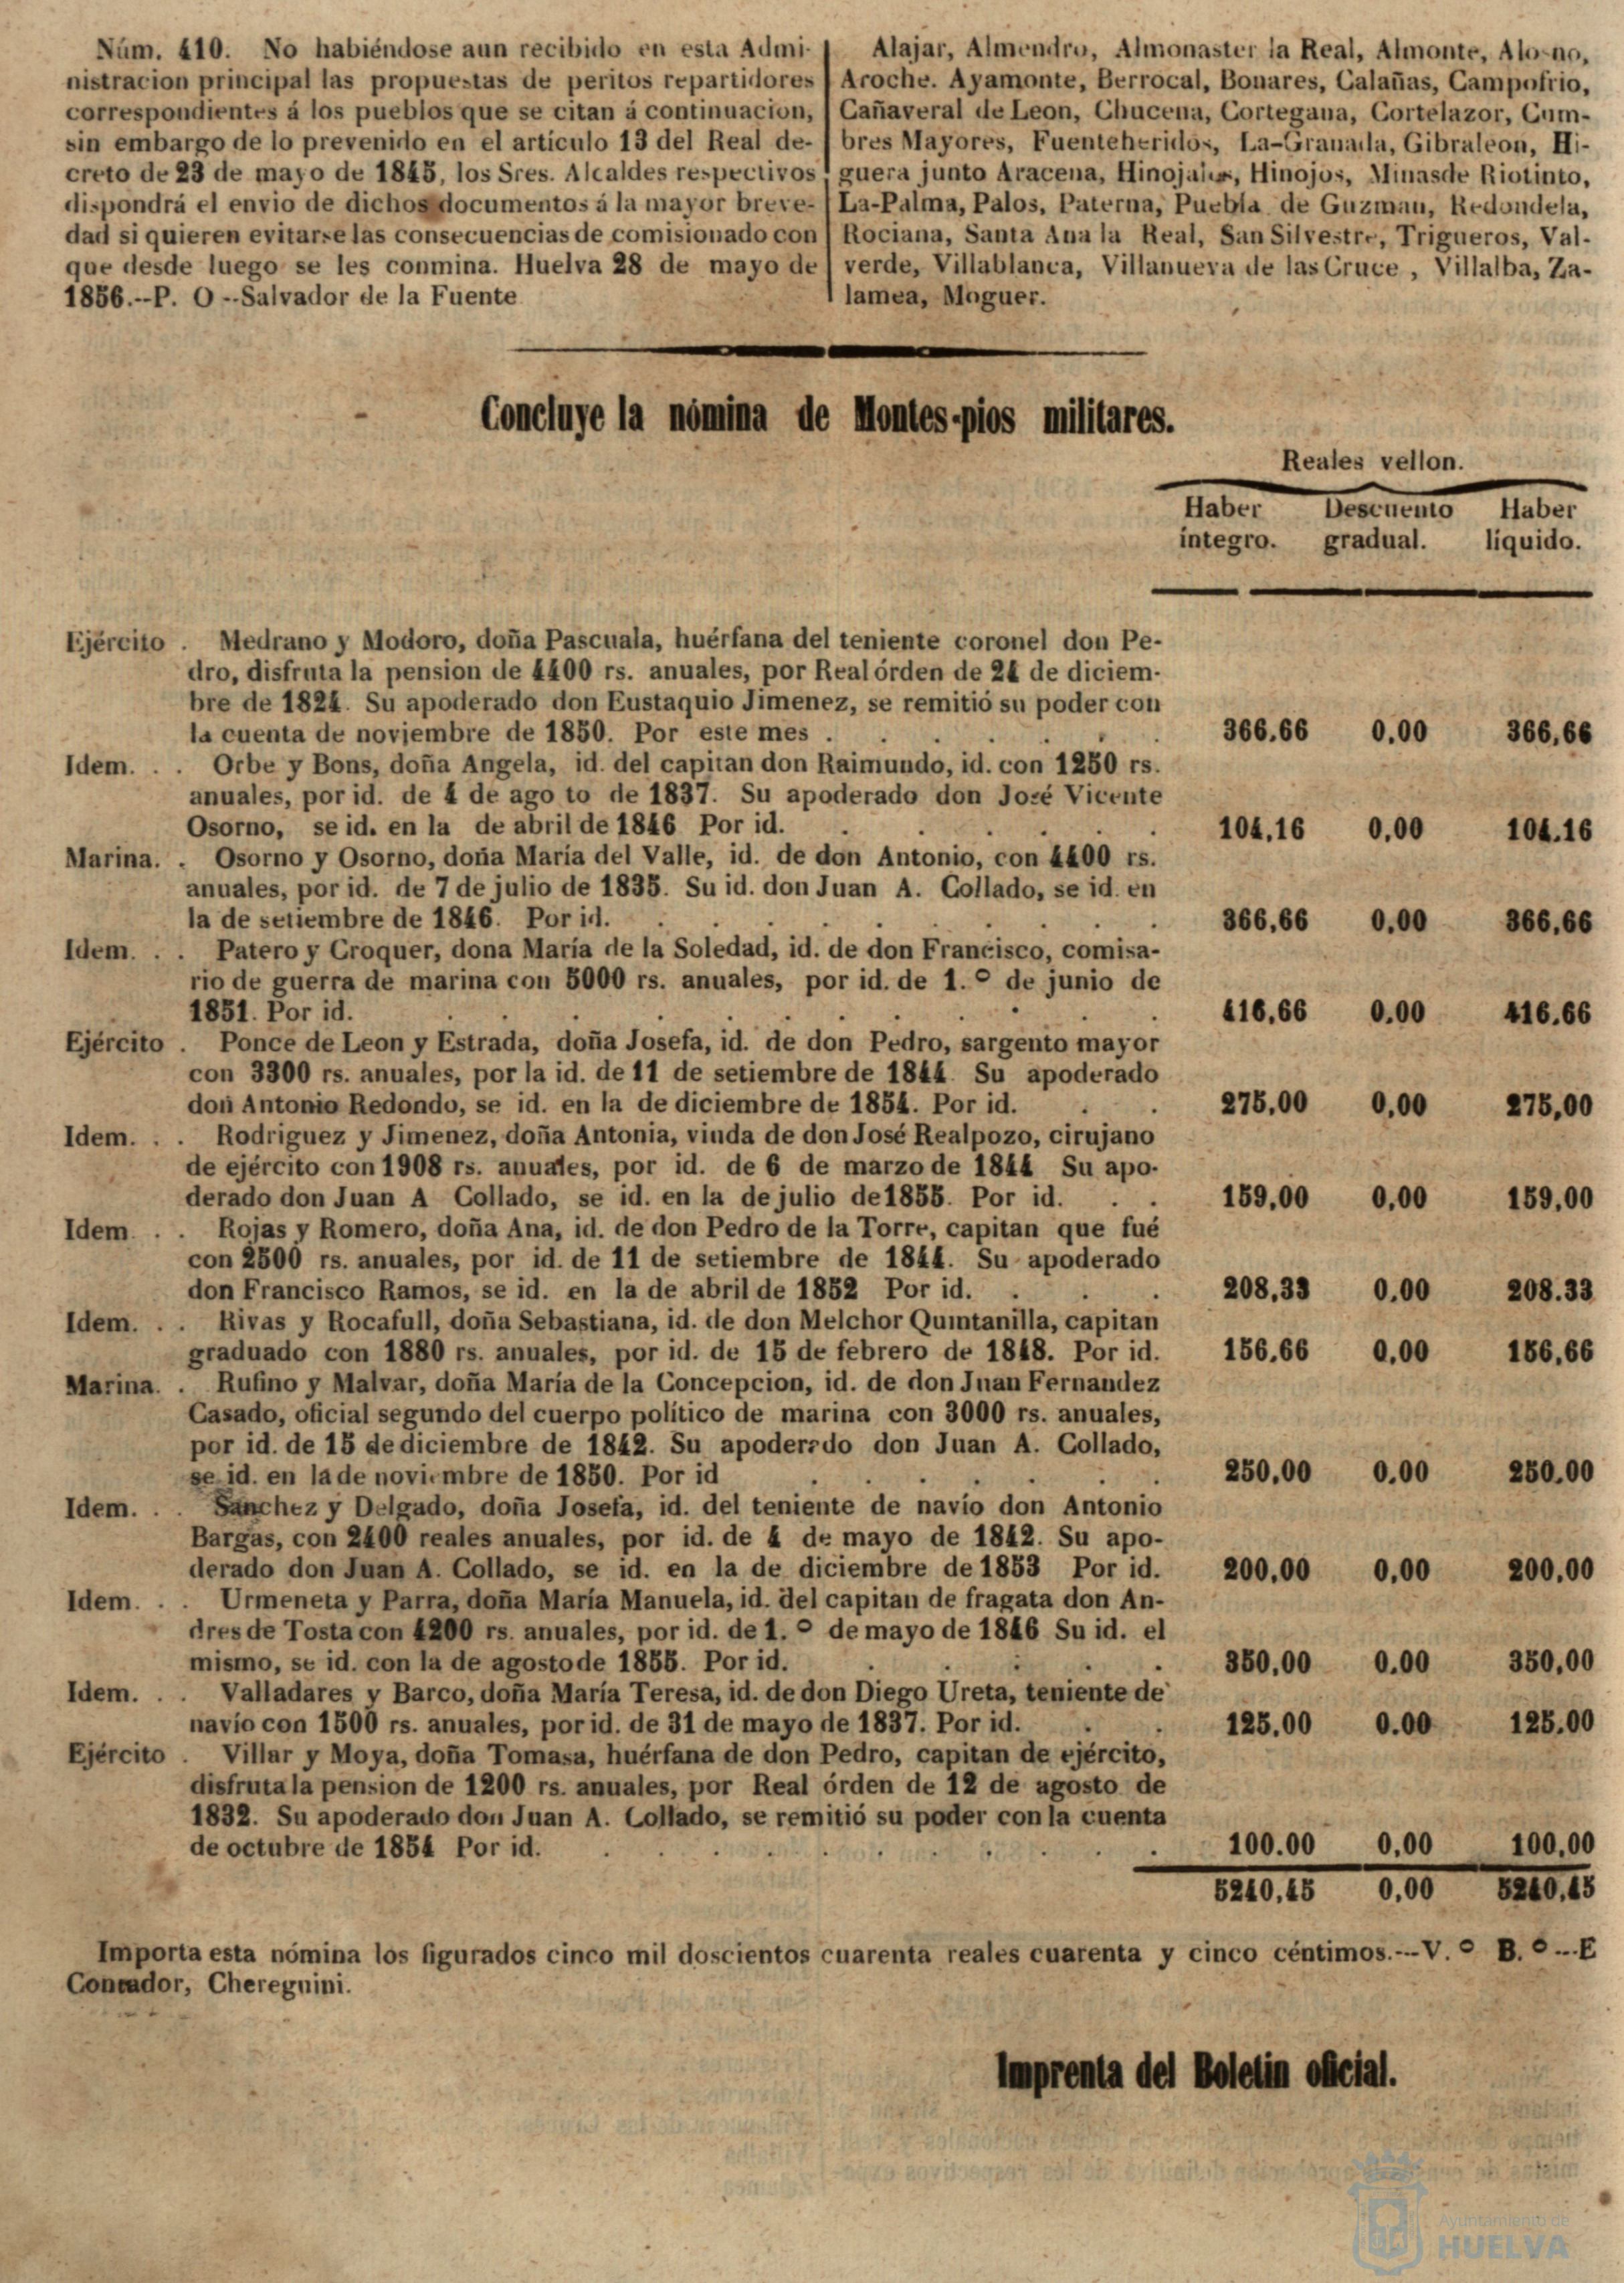 Núm. 410. No habiéndose aun recibido en esta Admi-
nistracion principal las propuestas de peritos repartidores
correspondientes á los pueblos que se citan á continuacion,
sin embargo de lo prevenido en el artículo 13 del Real de-
creto de 23 de mayo de 1845, los Sres. Alcaldes respectivos
dispondrá el envio de dichos documentos á la mayor breve-
dad si quieren evitarse las consecuencias de comisionado con
que desde luego se les conmina. Huelva 28 de mayo de
1856.--P. O--Salvador de la Fuente
Alajar, Almendro, Almonaster la Real, Almonte, Alosno,
Aroche. Ayamonte, Berrocal, Bonares, Calañas, Campofrio,
Cañaveral de Leon, Chucena, Cortegana, Cortelazor, Cum-
bres Mayores, Fuenteheridos, La-Granada, Gibraleon, Hi-
guera junto Aracena, Hinojales, Hinojos, Minas de Riotinto,
La-Palma, Palos, Paterna, Puebla de Guzman, Redondela,
Rociana, Santa Ana la Real, San Silvestre, Trigueros, Val-
verde, Villablanca, Villanueva de las Cruce , Villalba, Za-
lamea, Moguer.
Concluye la nómina de Montes-pios militares.
Reales vellon.
Haber Descuento Haber
íntegro. gradual. líquido.
Ejército . Medrano y Modoro, doña Pascuala, huérfana del teniente coronel don Pe-
dro, disfruta la pension de 4400 rs. anuales, por Real órden de 24 de diciem-
bre de 1824. Su apoderado don Eustaquio Jimenez, se remitió su poder con
la cuenta de noviembre de 1850. Por este mes . . . . . . . 366.66 0.00 366,66
Idem. . . Orbe y Bons, doña Angela, id. del capitan don Raimundo, id. con 1250 rs.
anuales, por id. de 4 de ago to de 1837. Su apoderado don José Vicente
Osorno, se id. en la de abril de 1846 Por id. . . . . . . 104,16 0,00 104.16
Marina. . Osorno y Osorno, doña María del Valle, id. de don Antonio, con 4400 rs.
anuales, por id. de 7 de julio de 1835. Su id. don Juan A. Collado, se id. en
la de setiembre de 1846. Por id. . . . . . . . . . 366,66 0,00 366,66
Idem. . . Patero y Croquer, dona María de la Soledad, id. de don Francisco, comisa-
rio de guerra de marina con 5000 rs. anuales, por id. de 1.º de junio de
1851. Por id. . . . . . . . . . . 416,66 0.00 416.66
Ejército . Ponce de Leon y Estrada, doña Josefa, id. de don Pedro, sargento mayor
con 3300 rs. anuales, por la id. de 11 de setiembre de 1844 Su apoderado
don Antonio Redondo, se id. en la de diciembre de 1854. Por id. . . 275,00 0,00 275,00
Idem. . . Rodriguez y Jimenez, doña Antonia, viuda de don José Realpozo, cirujano
de ejército con 1908 rs. anuales, por id. de 6 de marzo de 1844 Su apo-
derado don Juan A Collado, se id. en la de julio de 1855. Por id. . . 159,00 0,00 159,00
Idem . . Rojas y Romero, doña Ana, id. de don Pedro de la Torre, capitan que fué
con 2500 rs. anuales, por id. de 11 de setiembre de 1844. Su apoderado
don Francisco Ramos, se id. en la de abril de 1852 Por id. . . . 208,33 0.00 208.33
Idem. . . Rivas y Rocafull, doña Sebastiana, id. de don Melchor Quintanilla, capitan
graduado con 1880 rs. anuales, por id. de 15 de febrero de 1848. Por id. 156.66 0,00 156,66
Marina. . Rufino y Malvar, doña María de la Concepcion, id. de don Juan Fernandez
Casado, oficial segundo del cuerpo político de marina con 3000 rs. anuales,
por id. de 15 de diciembre de 1842. Su apoderado don Juan A. Collado,
se id. en la de noviembre de 1850. Por id . . . . . . . 250,00 0.00 250.00
Idem. . . Sanchez y Delgado, doña Josefa, id. del teniente de navío don Antonio
Bargas, con 2400 reales anuales, por id. de 4 de mayo de 1842. Su apo-
derado don Juan A. Collado, se id. en la de diciembre de 1853 Por id. 200,00 0,00 200.00
Idem. . . Urmeneta y Parra, doña María Manuela, id. del capitan de fragata don An-
dres de Tosta con 4200 rs. anuales, por id. de 1.º de mayo de 1846 Su id. el
mismo, se id. con la de agosto de 1855. Por id. . . . . . 350,00 0.00 350,00
Idem. . . Valladares y Barco, doña María Teresa, id. de don Diego Ureta, teniente de
navío con 1500 rs. anuales, por id. de 31 de mayo de 1837. Por id. . . 125,00 0.00 125.00
Ejército . Villar y Moya, doña Tomasa, huérfana de don Pedro, capitan de ejército,
disfruta la pension de 1200 rs. anuales, por Real órden de 12 de agosto de
1832. Su apoderado don Juan A. Collado, se remitió su poder con la cuenta
de octubre de 1854 Por id. . . . . . . . . . . 100.00 0,00 100,00
5240,45 0,00 5240,45
Importa esta nómina los figurados cinco mil doscientos cuarenta reales cuarenta y cinco céntimos.---V.º B.º---E
Contador, Chereguini.
Imprenta del Boletin oficial.
Ayuntamiento de
HUELVA